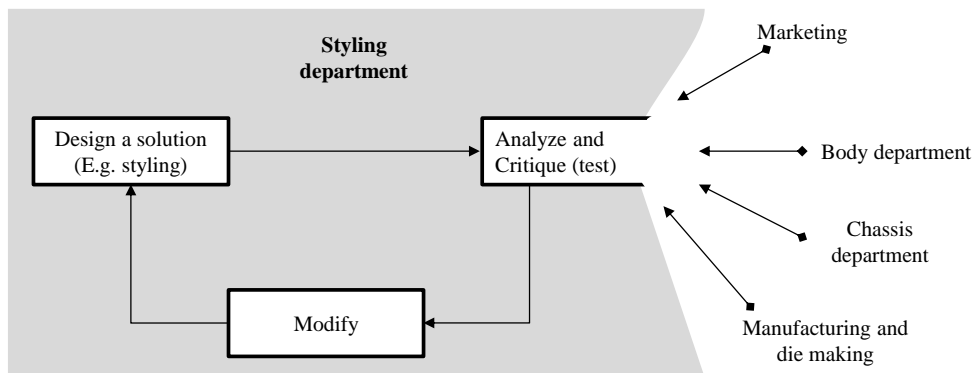 Styling
department
Marketing
Design a solution
(E.g. styling)
Analyze and
Critique (test)
Body department
Chassis
department
Modify
Manufacturing and
die making